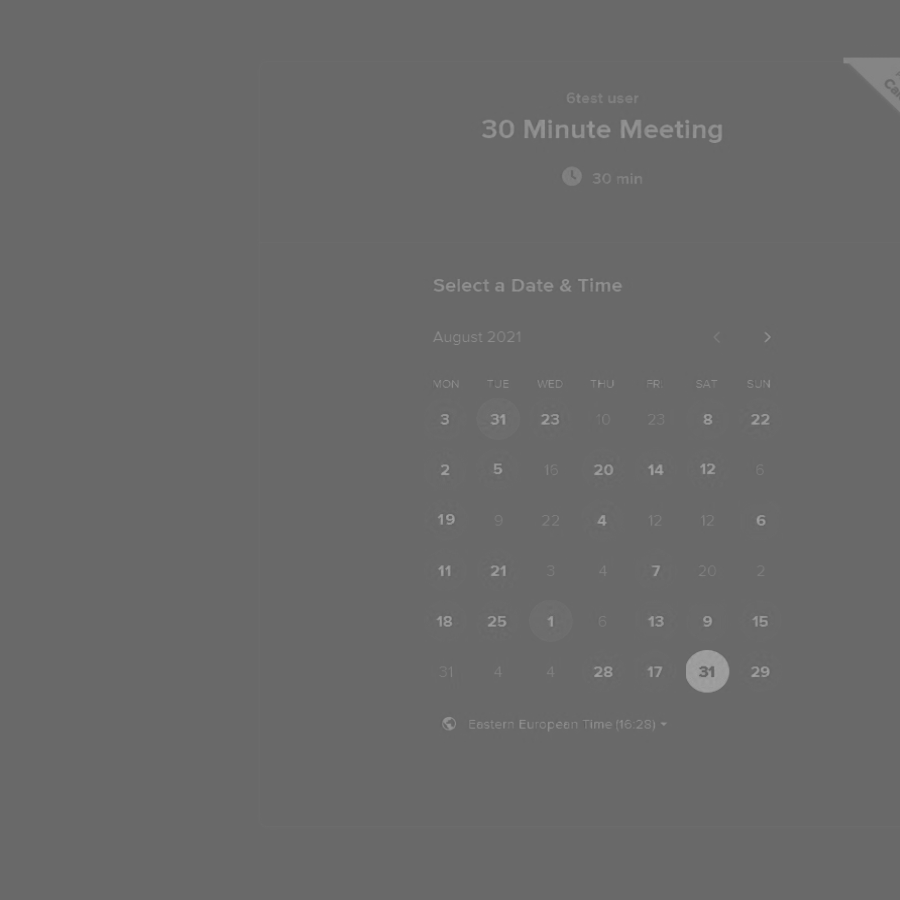 6test user
30 Minute Meeting
30 min
Select a Date & Time
August 2021
MON TUE WED THU FRI SAT SUN
3 31 23 10 23 8 22
2 5 16 20 14 12 6
19 9 22 4 12 12 6
11 21 3 4 7 20 2
18 25 1 6 13 9 15
31 4 4 28 17 31 29
Eastern European Time (16:28)